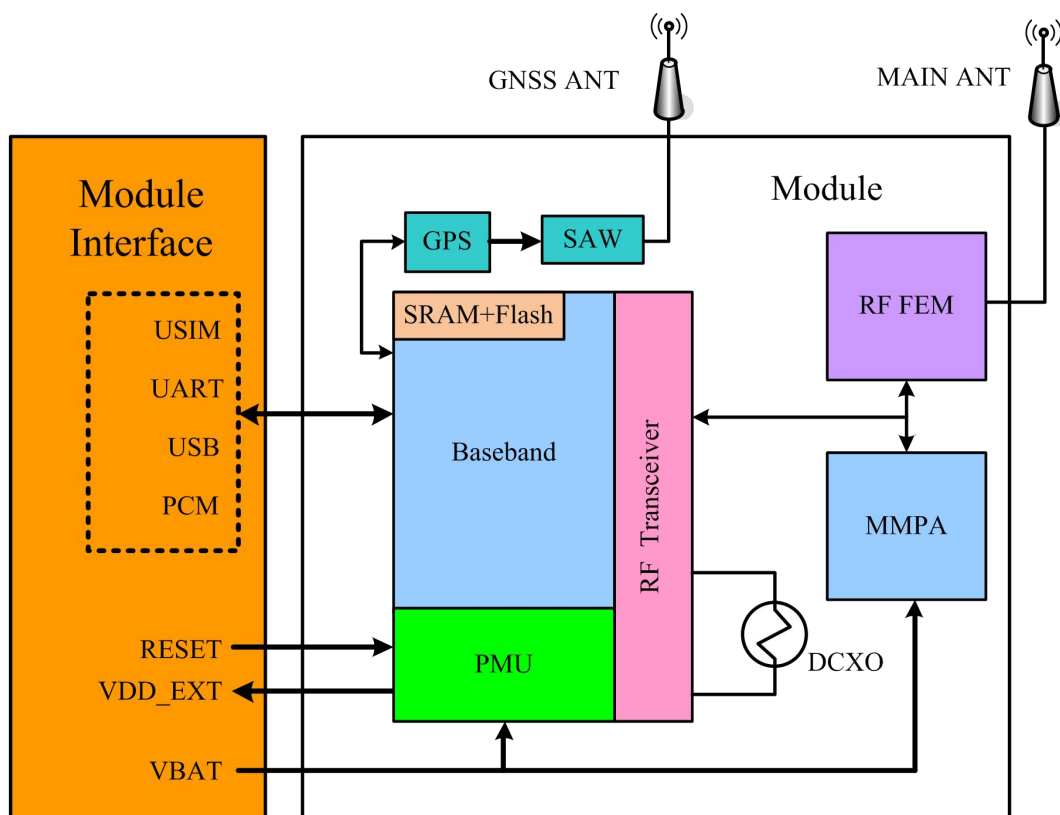 GNSS ANT
MAIN ANT
Module
Interface
Module
GPS
SAW
RF FEM
USIM
UART
USB
PCM
SRAM+Flash
Baseband
RF Transceiver
MMPA
RESET
VDD_EXT
VBAT
PMU
DCXO